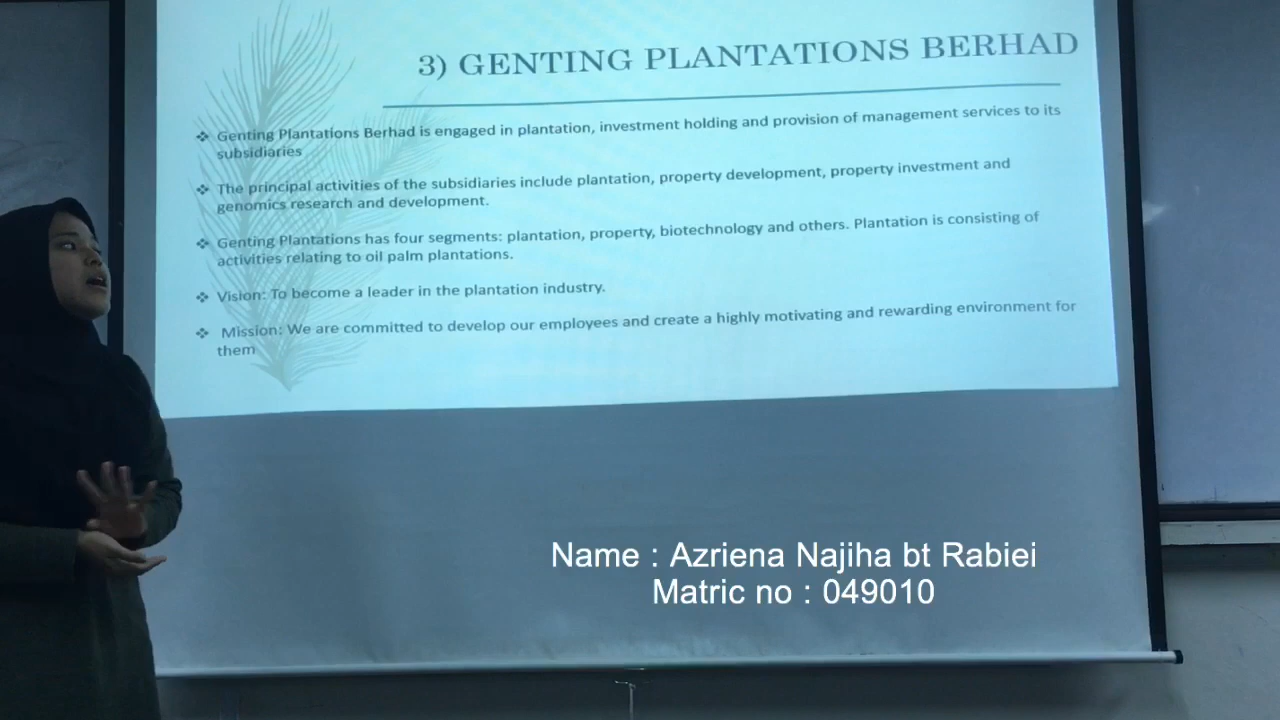 3) GENTING PLANTATIONS BERHAD
❖ Genting Plantations Berhad is engaged in plantation, investment holding and provision of management services to its
subsidiaries
❖ The principal activities of the subsidiaries include plantation, property development, property investment and
genomics research and development.
❖ Genting Plantations has four segments: plantation, property, biotechnology and others. Plantation is consisting of
activities relating to oil palm plantations.
❖ Vision: To become a leader in the plantation industry.
❖ Mission: We are committed to develop our employees and create a highly motivating and rewarding environment for
them
Name : Azriena Najiha bt Rabiei
Matric no : 049010